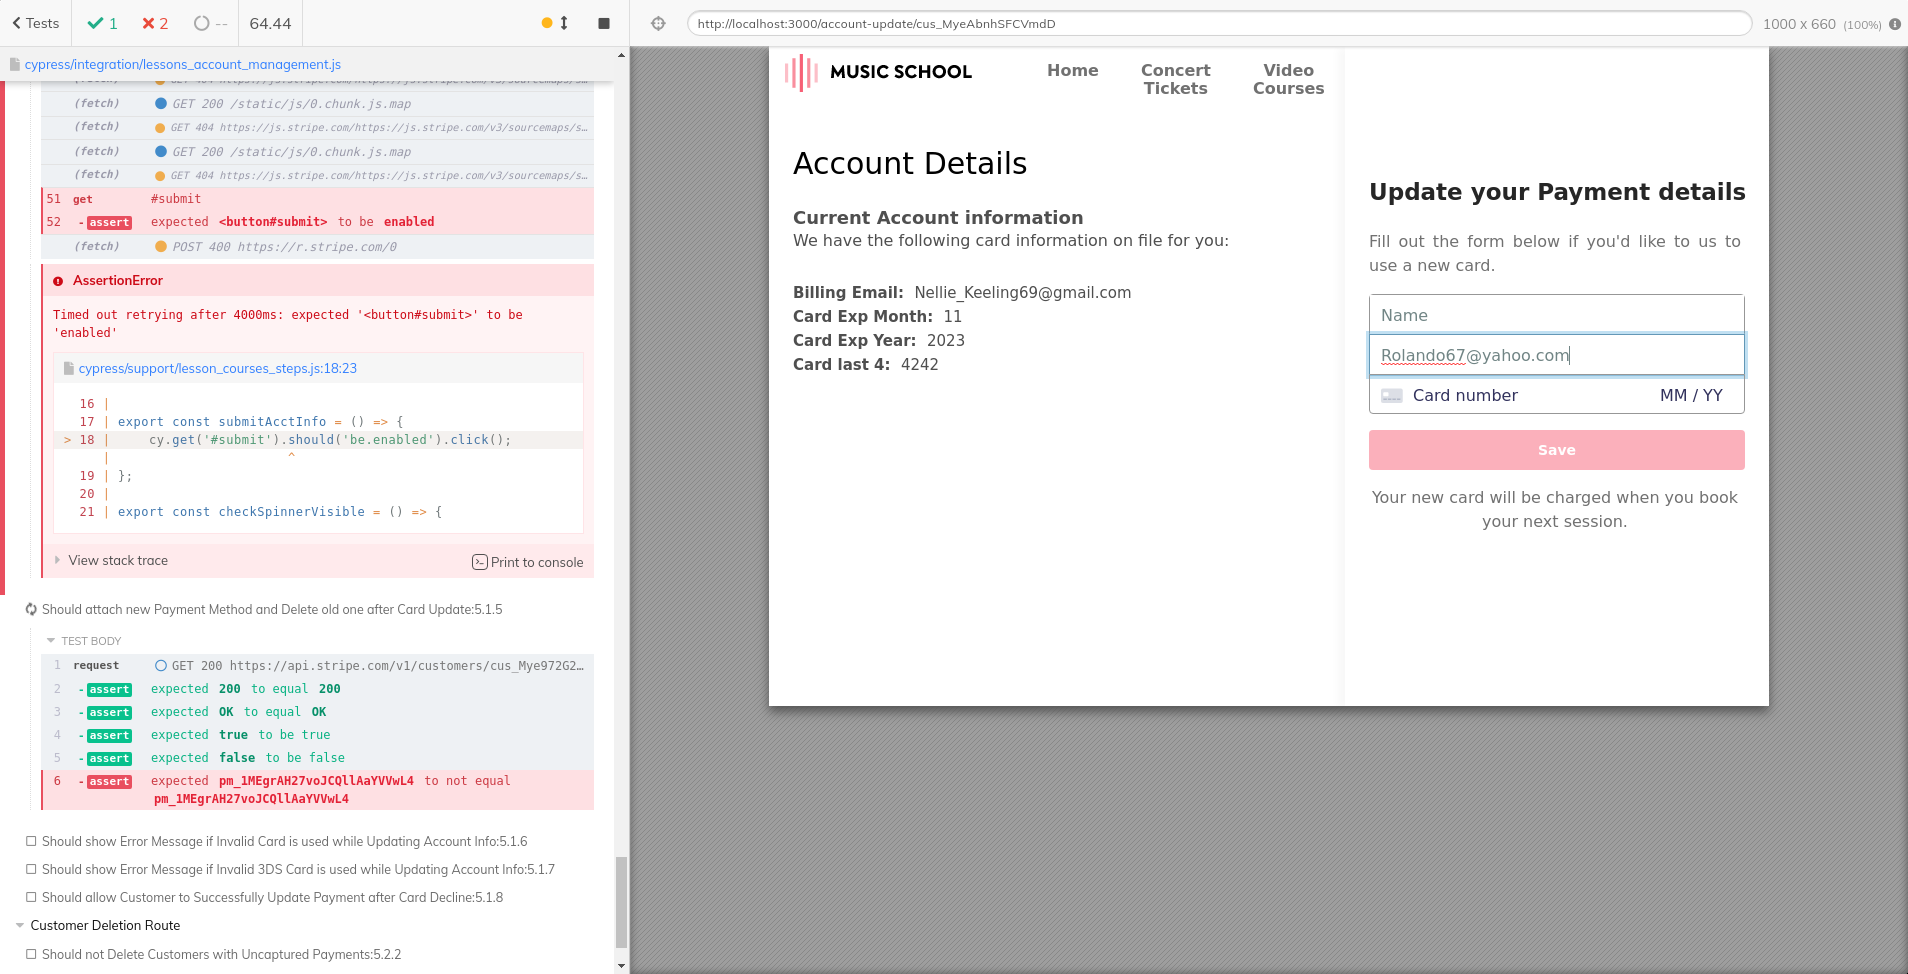 Tests
1
2
--
64.44
http://localhost:3000/account-update/cus_MyeAbnhSFCVmdD
1000 x 660 (100%)
cypress/integration/lessons_account_management.js
(fetch) GET 404 https://js.stripe.com/https://js.stripe.com/v3/sourcemaps/s…
(fetch) GET 200 /static/js/0.chunk.js.map
(fetch) GET 404 https://js.stripe.com/https://js.stripe.com/v3/sourcemaps/s…
(fetch) GET 200 /static/js/0.chunk.js.map
(fetch) GET 404 https://js.stripe.com/https://js.stripe.com/v3/sourcemaps/s…
51 get #submit
52 - assert expected <button#submit> to be enabled
(fetch) POST 400 https://r.stripe.com/0
AssertionError
Timed out retrying after 4000ms: expected '<button#submit>' to be
'enabled'
cypress/support/lesson_courses_steps.js:18:23
16 |
17 | export const submitAcctInfo = () => {
> 18 | cy.get('#submit').should('be.enabled').click();
| ^
19 | };
20 |
21 | export const checkSpinnerVisible = () => {
View stack trace
Print to console
Should attach new Payment Method and Delete old one after Card Update:5.1.5
TEST BODY
1 request GET 200 https://api.stripe.com/v1/customers/cus_Mye972G2…
2 - assert expected 200 to equal 200
3 - assert expected OK to equal OK
4 - assert expected true to be true
5 - assert expected false to be false
6 - assert expected pm_1MEgrAH27voJCQllAaYVVwL4 to not equal
pm_1MEgrAH27voJCQllAaYVVwL4
Should show Error Message if Invalid Card is used while Updating Account Info:5.1.6
Should show Error Message if Invalid 3DS Card is used while Updating Account Info:5.1.7
Should allow Customer to Successfully Update Payment after Card Decline:5.1.8
Customer Deletion Route
Should not Delete Customers with Uncaptured Payments:5.2.2
MUSIC SCHOOL
Home
Concert
Tickets
Video
Courses
Account Details
Current Account information
We have the following card information on file for you:
Billing Email: Nellie_Keeling69@gmail.com
Card Exp Month: 11
Card Exp Year: 2023
Card last 4: 4242
Update your Payment details
Fill out the form below if you'd like to us to
use a new card.
Name
Rolando67@yahoo.com
Card number MM / YY
Save
Your new card will be charged when you book
your next session.